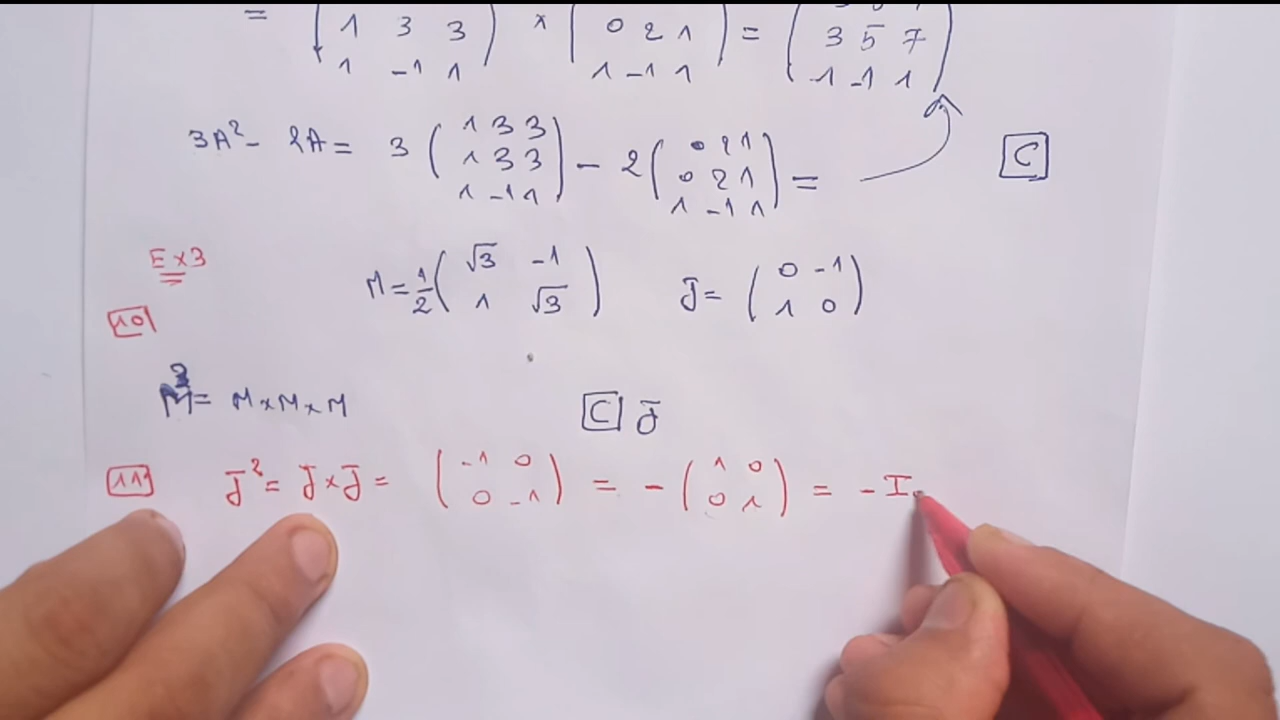 = ( 1 3 3 ) × ( 0 2 1 ) = ( 3 5 7 )
1 -1 1 1 -1 1 -1 -1 1
3A² - 2A = 3 ( 1 3 3 ) - 2 ( 0 2 1 ) =
1 3 3 0 2 1
1 -1 1 1 -1 1
C
Ex3
M = 1/2 ( √3 -1 ) J = ( 0 -1 )
1 √3 1 0
10)
M³ = M × M × M C J
11) J² = J × J = ( -1 0 ) = - ( 1 0 ) = - I
0 -1 0 1